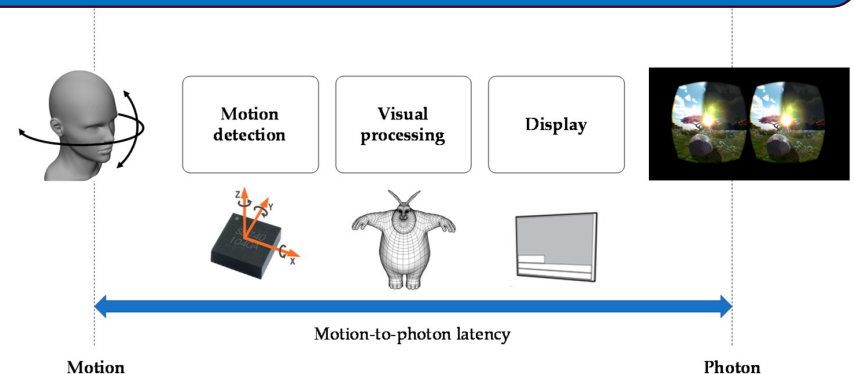 Motion
detection
Visual
processing
Display
Z
Y
X
Motion-to-photon latency
Motion
Photon